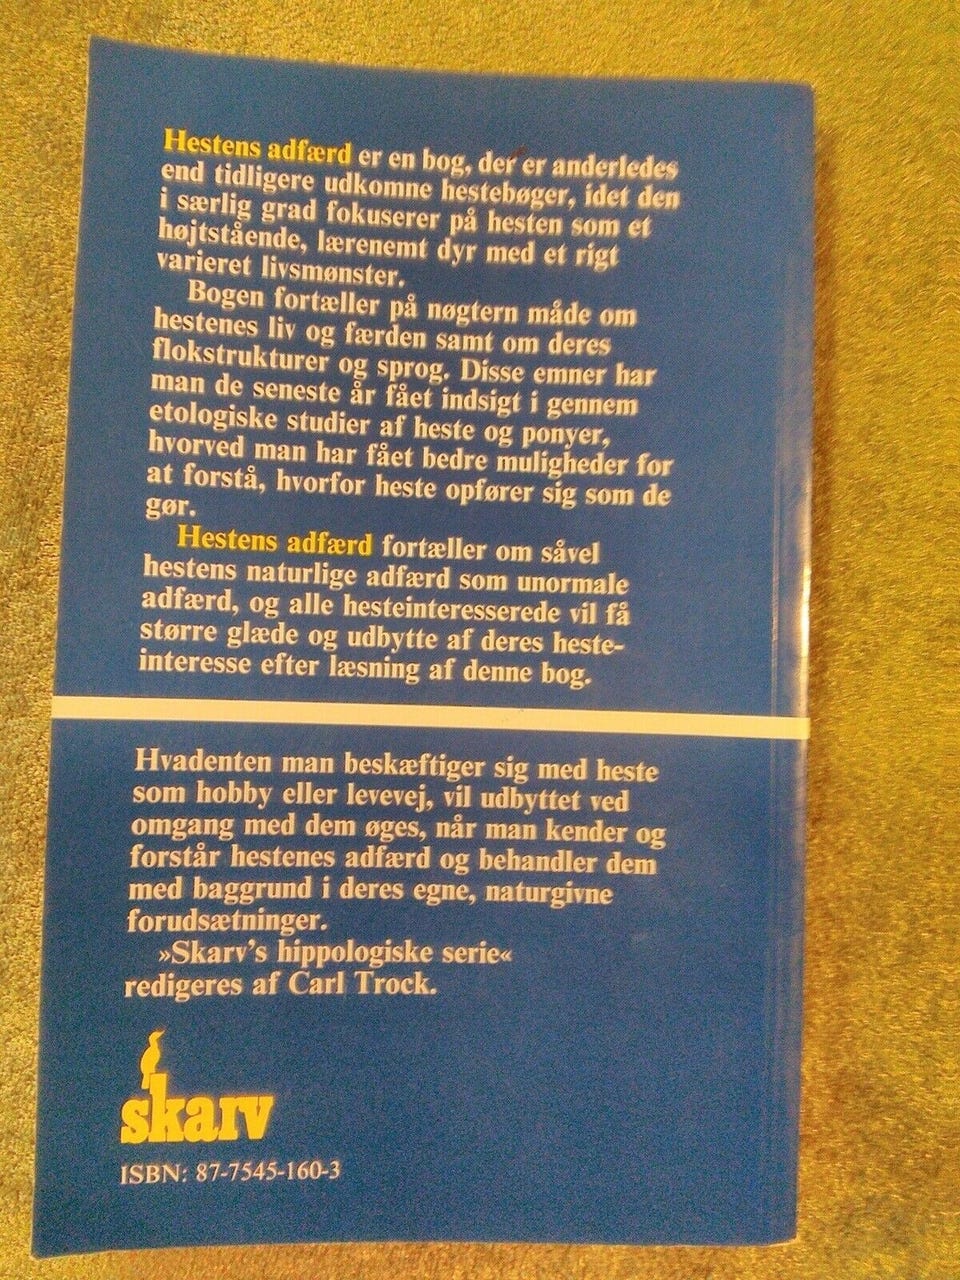 Hestens adfærd er en bog, der er anderledes
end tidligere udkomne hestebøger, idet den
i særlig grad fokuserer på hesten som et
højtstående, lærenemt dyr med et rigt
varieret livsmønster.
Bogen fortæller på nøgtern måde om
hestenes liv og færden samt om deres
flokstrukturer og sprog. Disse emner har
man de seneste år fået indsigt i gennem
etologiske studier af heste og ponyer,
hvorved man har fået bedre muligheder for
at forstå, hvorfor heste opfører sig som de
gør.
Hestens adfærd fortæller om såvel
hestens naturlige adfærd som unormale
adfærd, og alle hesteinteresserede vil få
større glæde og udbytte af deres heste-
interesse efter læsning af denne bog.
Hvadenten man beskæftiger sig med heste
som hobby eller levevej, vil udbyttet ved
omgang med dem øges, når man kender og
forstår hestenes adfærd og behandler dem
med baggrund i deres egne, naturgivne
forudsætninger.
»Skarv's hippologiske serie«
redigeres af Carl Trock.
skarv
ISBN: 87-7545-160-3